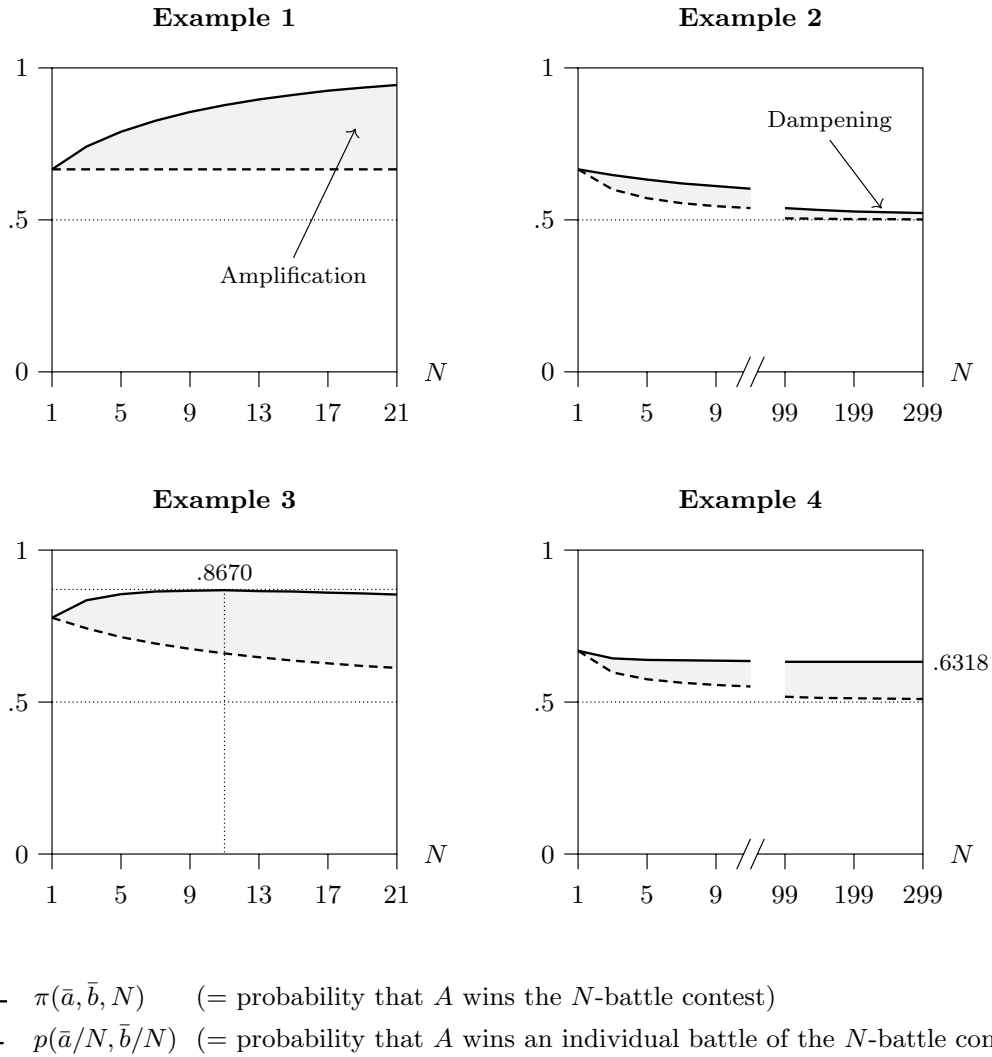 Example 1
Example 2
1
.5
0
Amplification
1 5 9 13 17 21
N
1
.5
0
Dampening
1 5 9 99 199 299
N
Example 3
Example 4
1
.5
0
.8670
1 5 9 13 17 21
N
1
.5
0
.6318
1 5 9 99 199 299
N
π(ā, b̄, N) (= probability that A wins the N-battle contest)
p(ā/N, b̄/N) (= probability that A wins an individual battle of the N-battle con